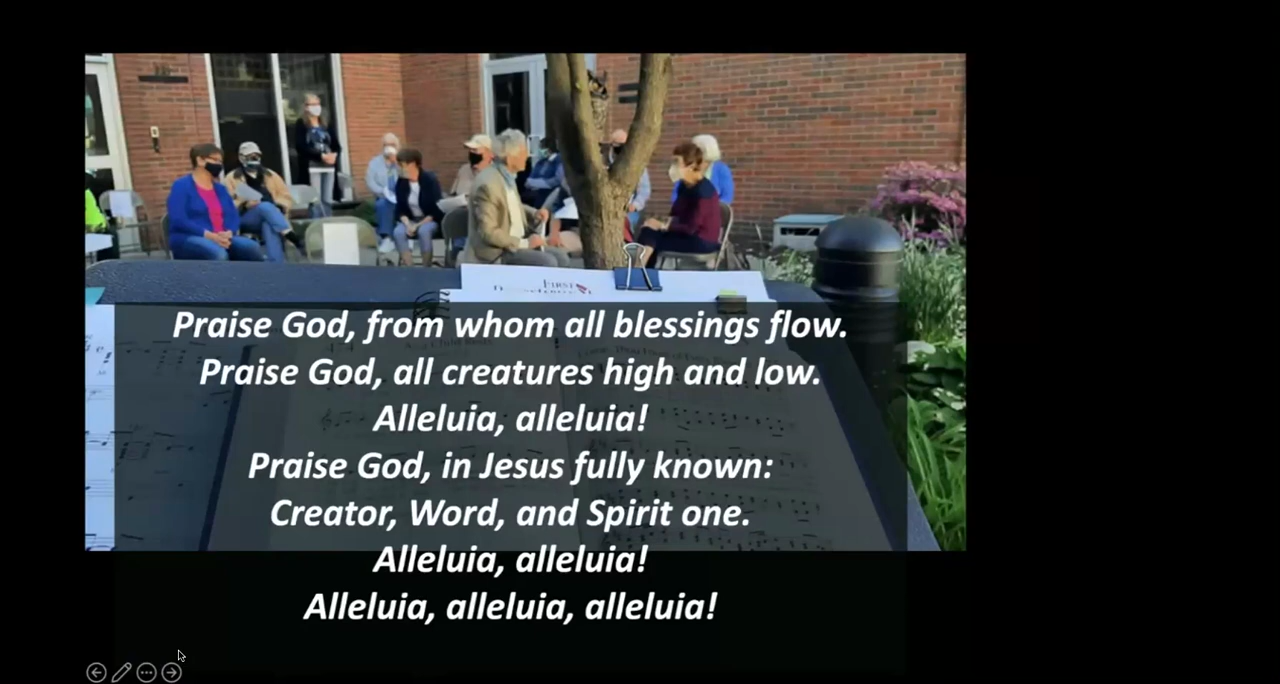 FIRST
Praise God, from whom all blessings flow.
Praise God, all creatures high and low.
Alleluia, alleluia!
Praise God, in Jesus fully known:
Creator, Word, and Spirit one.
Alleluia, alleluia!
Alleluia, alleluia, alleluia!